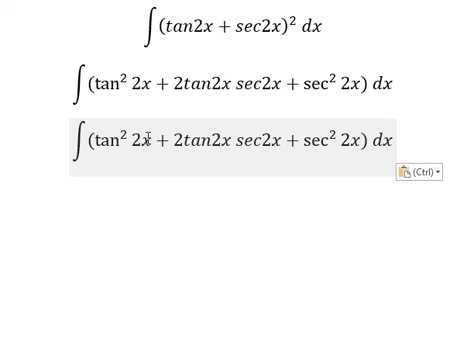 ∫(tan2x + sec2x)² dx
∫(tan² 2x + 2tan2x sec2x + sec² 2x) dx
∫(tan² 2x + 2tan2x sec2x + sec² 2x) dx
(Ctrl)